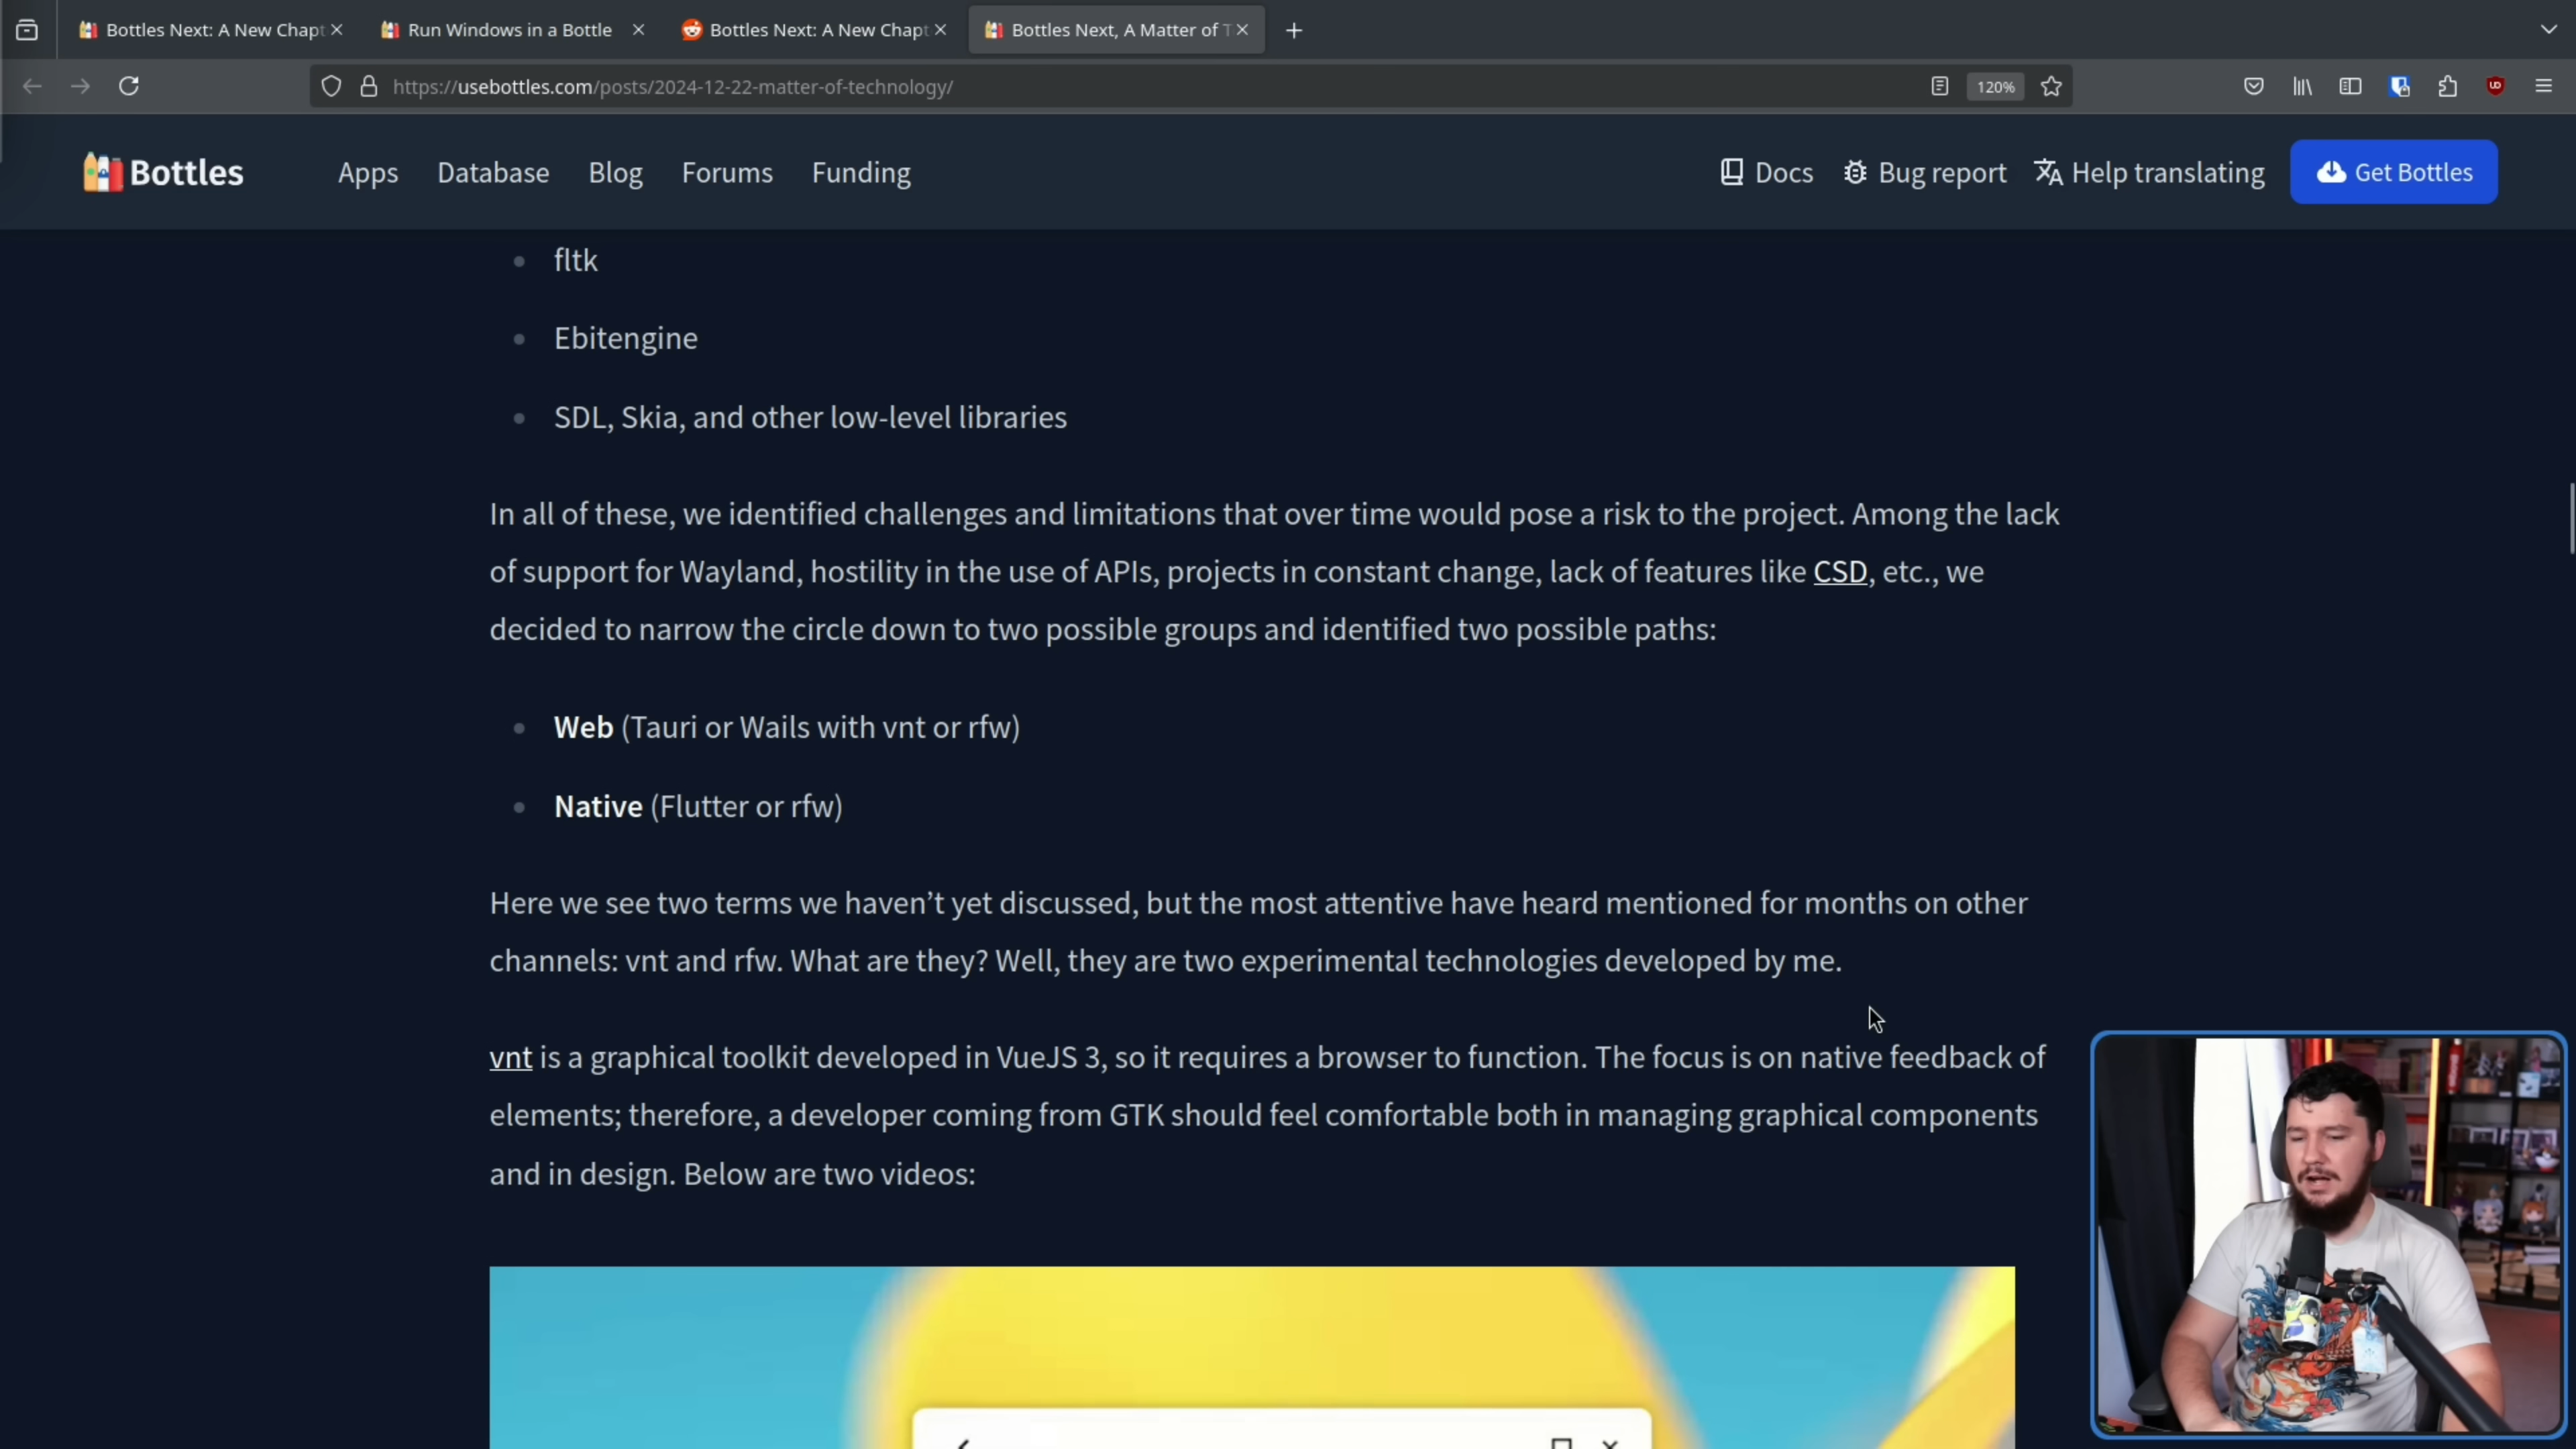 Bottles Next: A New Chapt
Run Windows in a Bottle
Bottles Next: A New Chapt
Bottles Next, A Matter of T
https://usebottles.com/posts/2024-12-22-matter-of-technology/
120%
Bottles
Apps
Database
Blog
Forums
Funding
Docs
Bug report
Help translating
Get Bottles
fltk
Ebitengine
SDL, Skia, and other low-level libraries
In all of these, we identified challenges and limitations that over time would pose a risk to the project. Among the lack
of support for Wayland, hostility in the use of APIs, projects in constant change, lack of features like CSD, etc., we
decided to narrow the circle down to two possible groups and identified two possible paths:
Web (Tauri or Wails with vnt or rfw)
Native (Flutter or rfw)
Here we see two terms we haven’t yet discussed, but the most attentive have heard mentioned for months on other
channels: vnt and rfw. What are they? Well, they are two experimental technologies developed by me.
vnt is a graphical toolkit developed in VueJS 3, so it requires a browser to function. The focus is on native feedback of
elements; therefore, a developer coming from GTK should feel comfortable both in managing graphical components
and in design. Below are two videos: